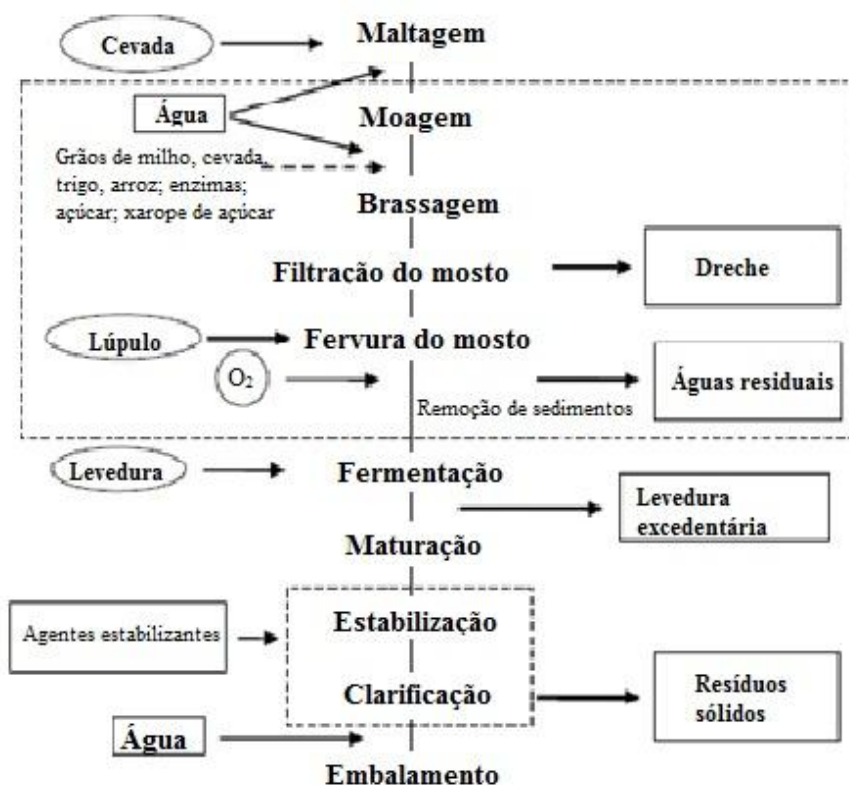 Cevada
Maltagem
Água
Moagem
Grãos de milho, cevada,
trigo, arroz; enzimas;
açúcar; xarope de açúcar
Brassagem
Filtração do mosto
Dreche
Lúpulo
Fervura do mosto
O₂
Águas residuais
Remoção de sedimentos
Levedura
Fermentação
Levedura
excedentária
Maturação
Agentes estabilizantes
Estabilização
Clarificação
Resíduos
sólidos
Água
Embalamento